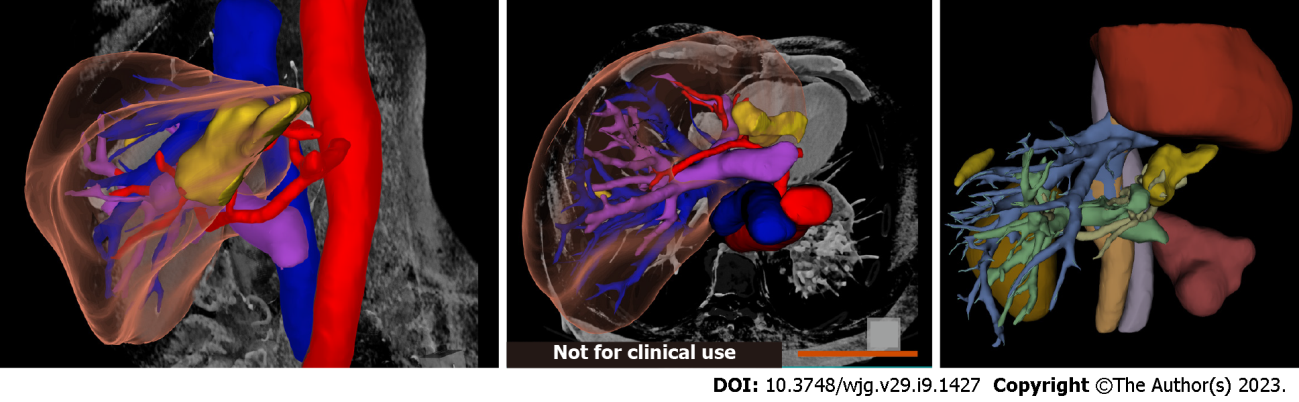 Not for clinical use
DOI: 10.3748/wjg.v29.i9.1427 Copyright ©The Author(s) 2023.